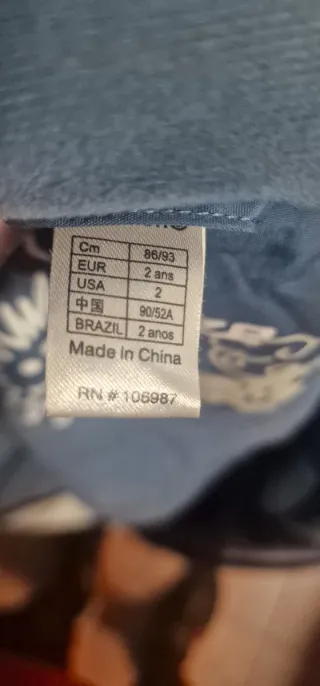 Cm 86/93
EUR 2 ans
USA 2
中国 90/52A
BRAZIL 2 anos
Made in China
RN # 106987